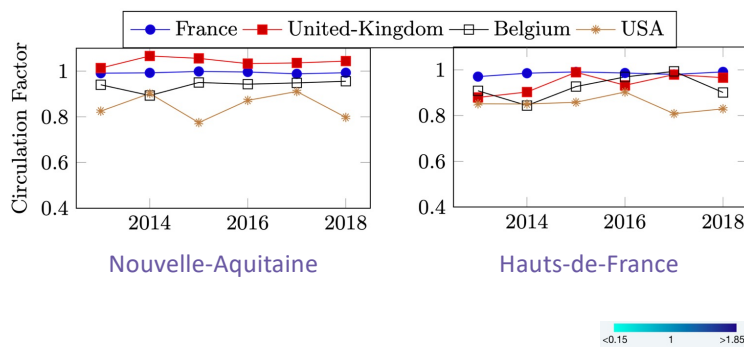 France United-Kingdom Belgium USA
Circulation Factor
1
0.8
0.6
0.4
2014 2016 2018
Nouvelle-Aquitaine
1
0.8
0.6
0.4
2014 2016 2018
Hauts-de-France
<0.15 1 >1.85